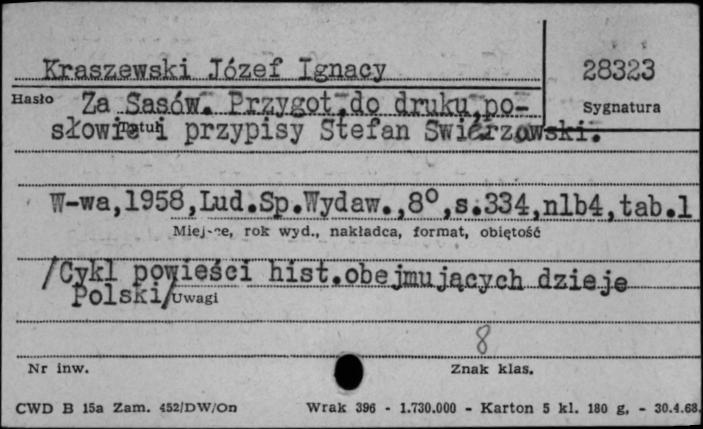 Kraszewski Józef Ignacy 28323
Hasło Za Sasów. Przygot. do druku, po- Sygnatura
słowie i przypisy Stefan Świerzewski.
Tytuł
W-wa,1958,Lud.Sp.Wydaw.,8°,s.334,nlb4,tab.1
Miejsce, rok wyd., nakładca, format, objętość
/Cykl powieści hist.obejmujących dzieje
Polski/ Uwagi
8
Nr inw. Znak klas.
CWD B 15a Zam. 452/DW/On Wrak 396 - 1.730.000 - Karton 5 kl. 180 g. - 30.4.68.